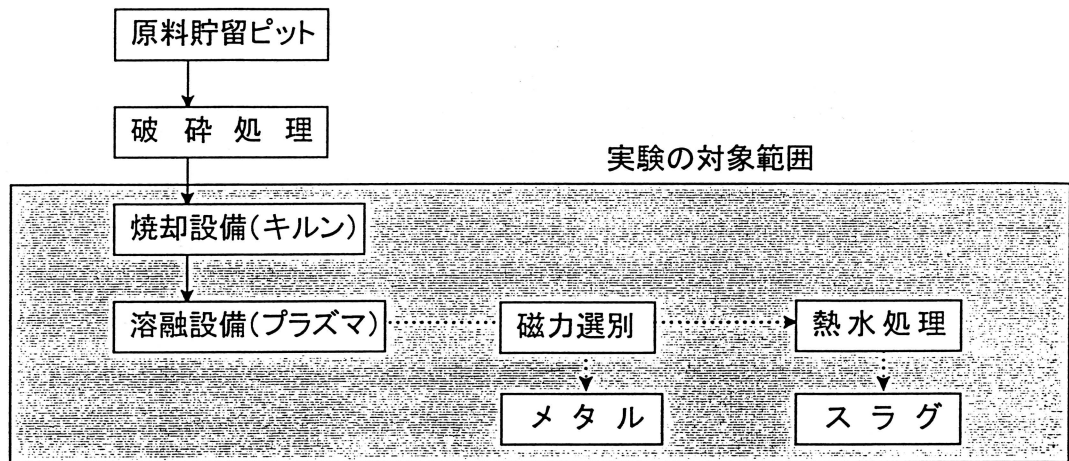 原料貯留ピット
破砕処理
実験の対象範囲
焼却設備(キルン)
溶融設備(プラズマ)
磁力選別
熱水処理
メタル
スラグ